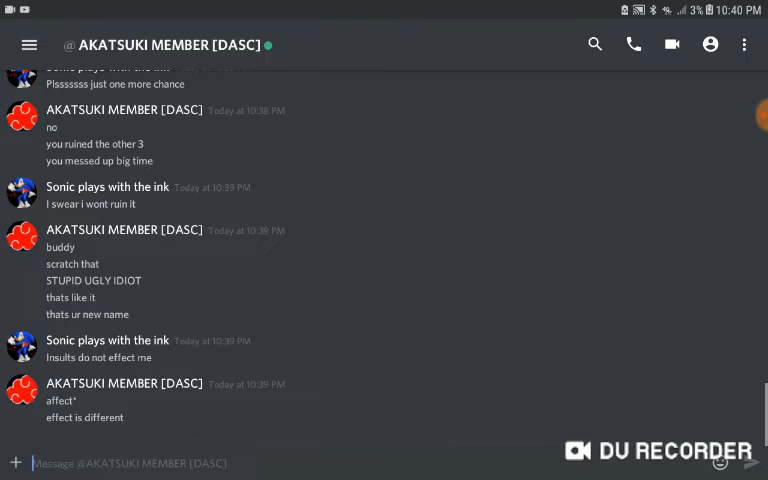 3% 10:40 PM
@ AKATSUKI MEMBER [DASC]
Sonic plays with the ink
Plsssssss just one more chance
AKATSUKI MEMBER [DASC] Today at 10:38 PM
no
you ruined the other 3
you messed up big time
Sonic plays with the ink Today at 10:39 PM
I swear i wont ruin it
AKATSUKI MEMBER [DASC] Today at 10:39 PM
buddy
scratch that
STUPID UGLY IDIOT
thats like it
thats ur new name
Sonic plays with the ink Today at 10:39 PM
Insults do not effect me
AKATSUKI MEMBER [DASC] Today at 10:39 PM
affect*
effect is different
Message @AKATSUKI MEMBER [DASC]
DU RECORDER